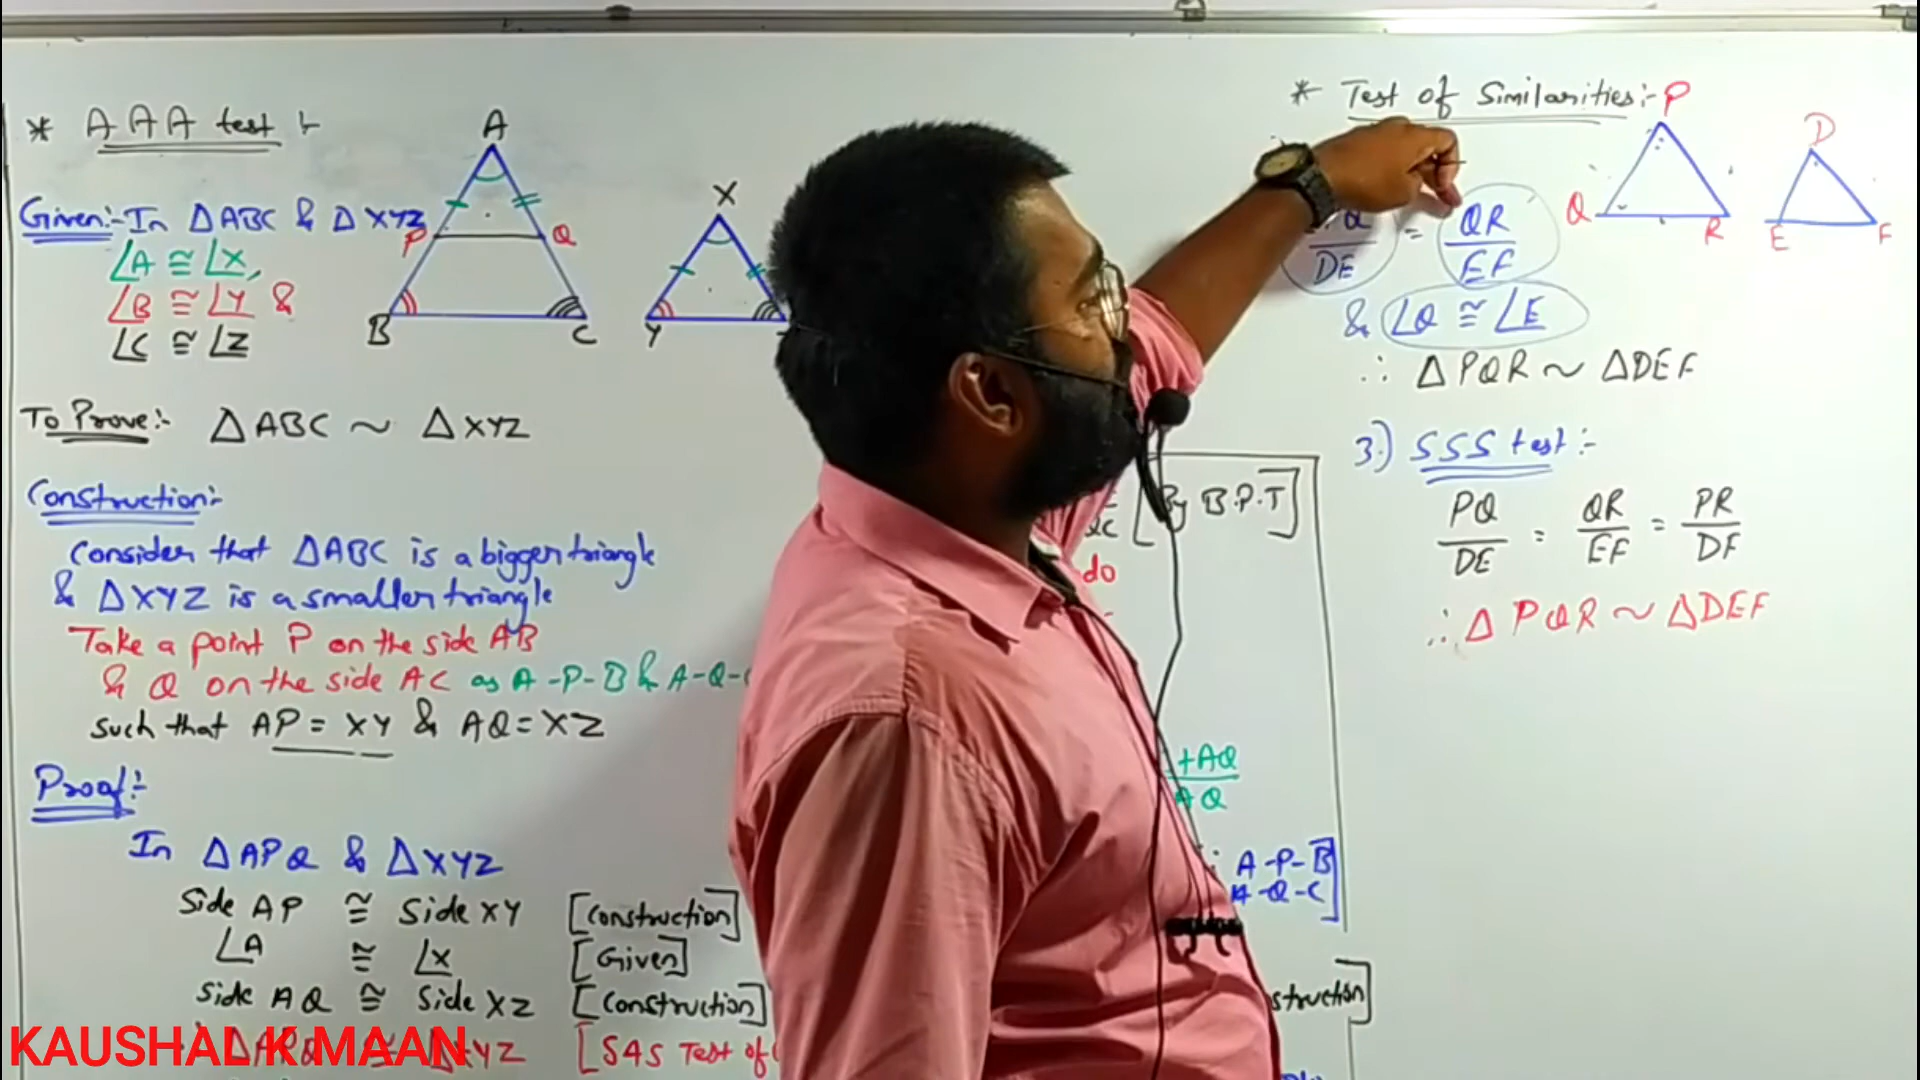 * AAA test :-
Given:- In △ABC & △XYZ
∠A ≅ ∠X,
∠B ≅ ∠Y &
∠C ≅ ∠Z
A
P
Q
B
C
X
Y
To Prove:- △ABC ~ △XYZ
Construction:-
Consider that △ABC is a bigger triangle
& △XYZ is a smaller triangle
Take a point P on the side AB
& Q on the side AC as A-P-B & A-Q-
Such that AP = XY & AQ = XZ
Proof:-
In △APQ & △XYZ
Side AP ≅ Side XY [Construction]
∠A ≅ ∠X [Given]
Side AQ ≅ Side XZ [Construction]
∴ △APQ ≅ △XYZ [SAS Test of
KAUSHAL K MAAN
QC [By B.P.T]
do
+AQ
AQ
∵ A-P-B
A-Q-C]
struction]
* Test of Similarities:-
P
Q
R
D
E
F
Q/DE = QR/EF
& ∠Q ≅ ∠E
∴ △PQR ~ △DEF
3.) SSS test:-
PQ/DE = QR/EF = PR/DF
∴ △PQR ~ △DEF